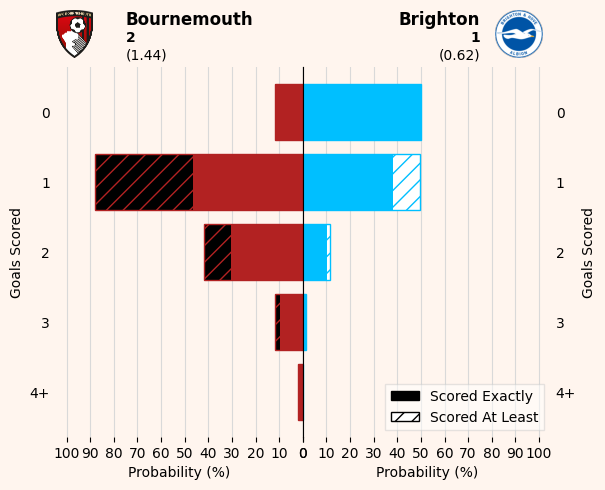 Bournemouth
2
(1.44)
Brighton
1
(0.62)
Goals Scored
0
1
2
3
4+
0
1
2
3
4+
Goals Scored
Scored Exactly
Scored At Least
100 90 80 70 60 50 40 30 20 10 0
0 10 20 30 40 50 60 70 80 90 100
Probability (%)
Probability (%)